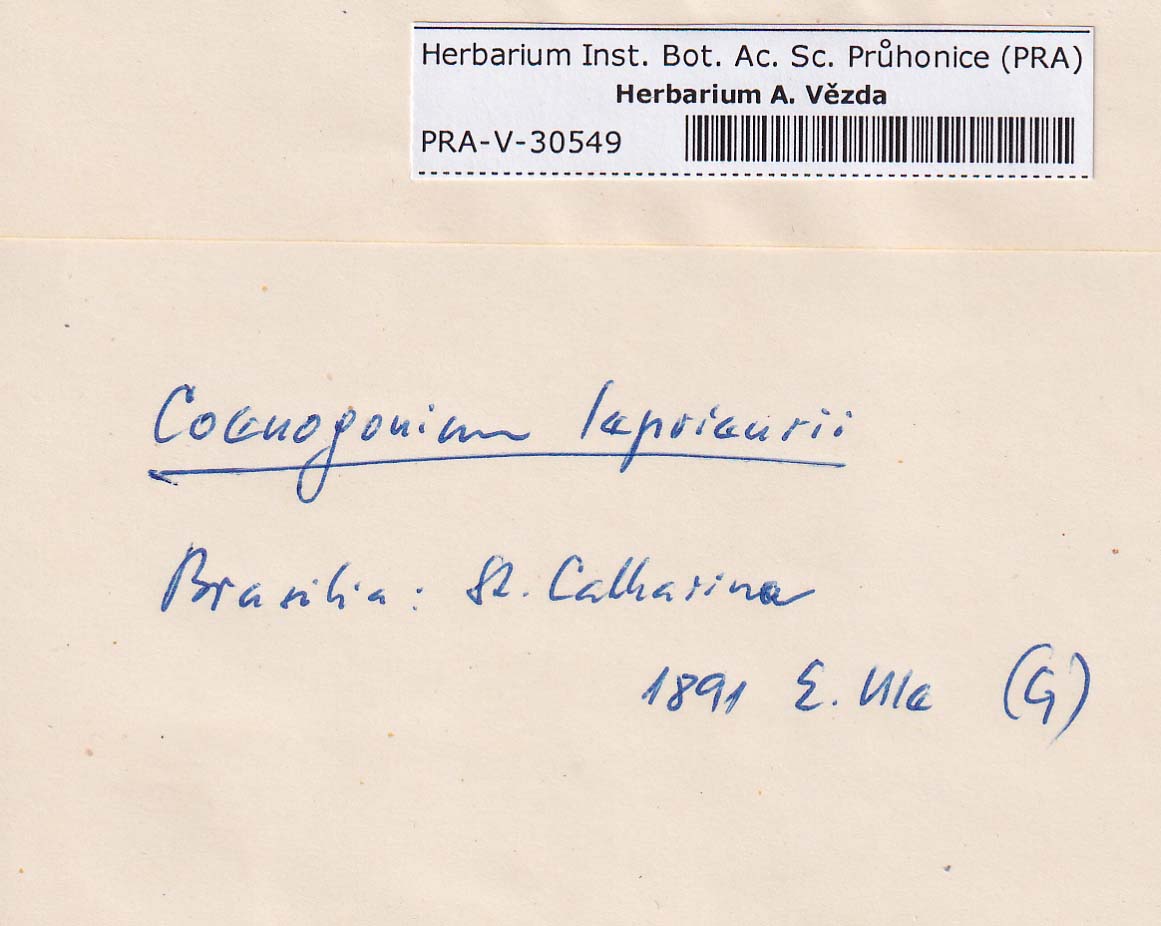 Herbarium Inst. Bot. Ac. Sc. Průhonice (PRA)
Herbarium A. Vězda
PRA-V-30549
Coenogonium leprieurii
Brasilia: St. Catharina
1891 E. Ule (G)